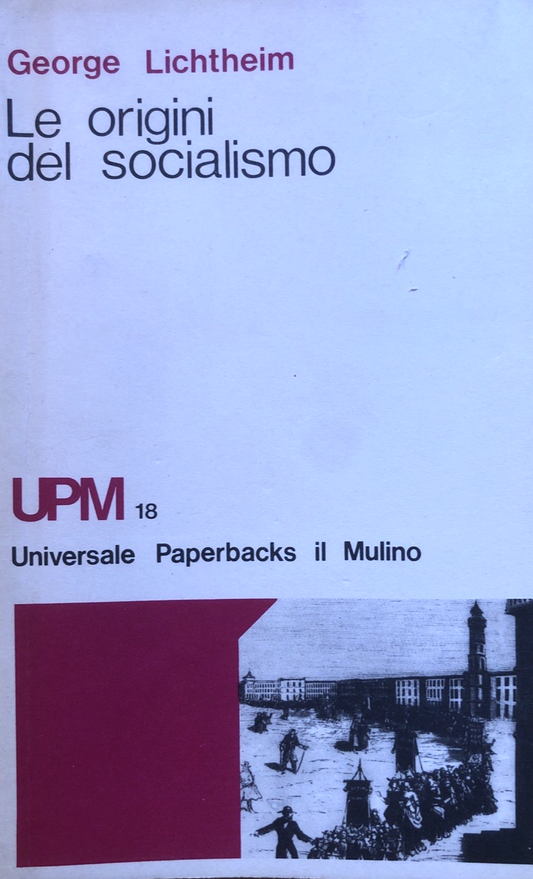 George Lichtheim
Le origini
del socialismo
UPM 18
Universale Paperbacks il Mulino